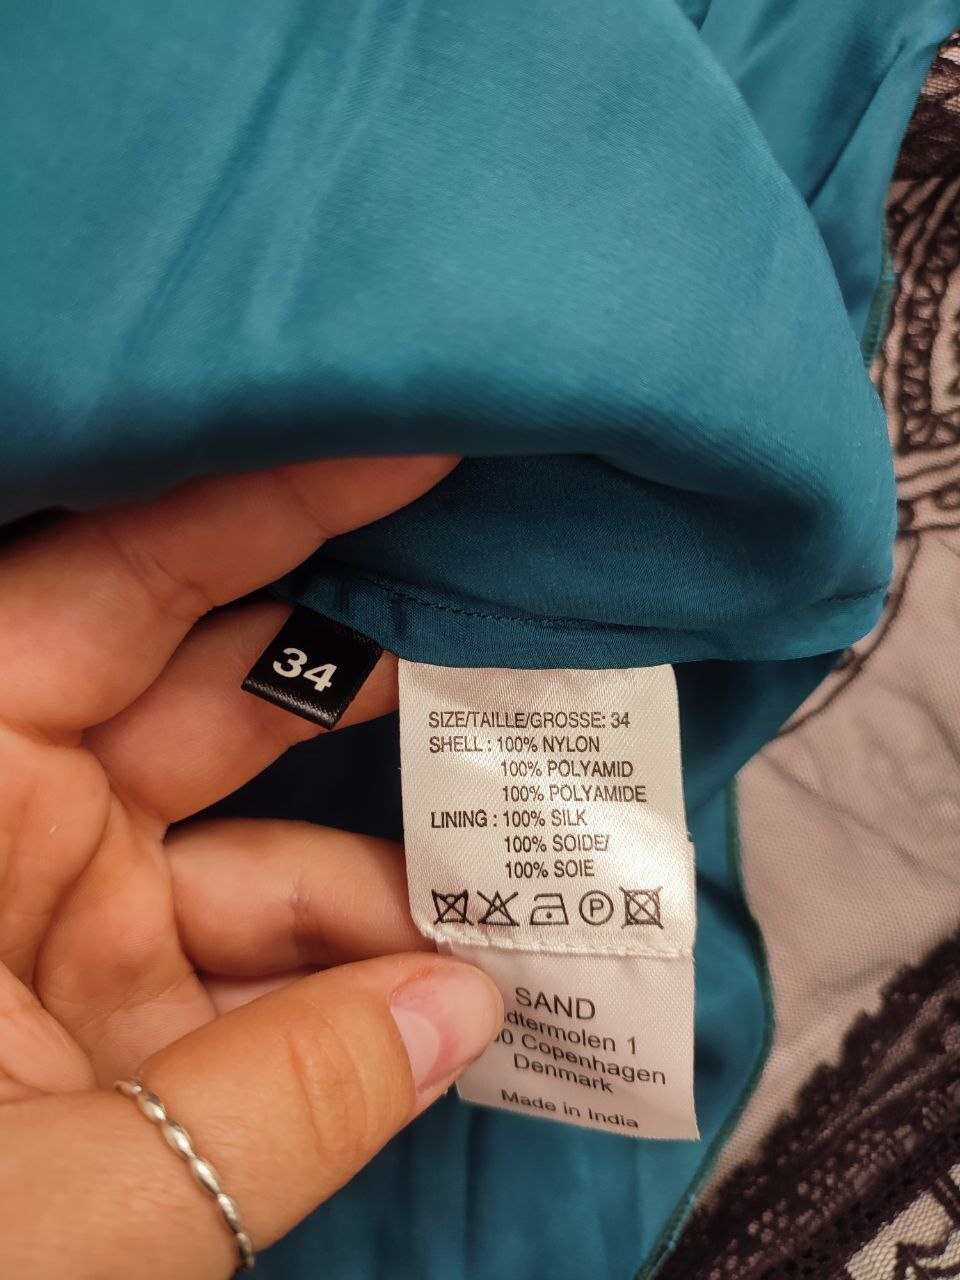 34
SIZE/TAILLE/GROSSE: 34
SHELL : 100% NYLON
100% POLYAMID
100% POLYAMIDE
LINING : 100% SILK
100% SOIDE/
100% SOIE
P
SAND
1
Copenhagen
Denmark
Made in India